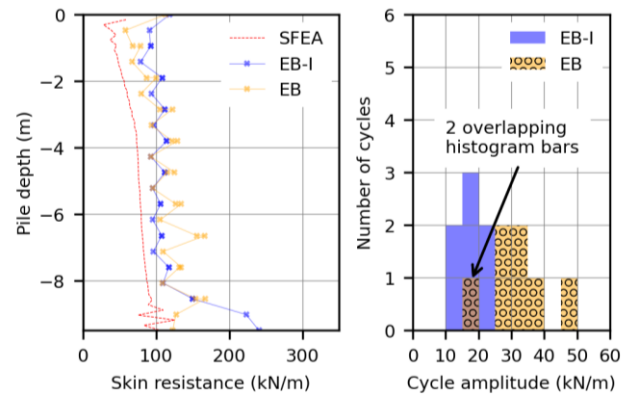 SFEA
EB-I
EB
0
−2
−4
−6
−8
Pile depth (m)
0
100
200
300
Skin resistance (kN/m)
EB-I
EB
2 overlapping
histogram bars
6
5
4
3
2
1
0
Number of cycles
0 10 20 30 40 50 60
Cycle amplitude (kN/m)